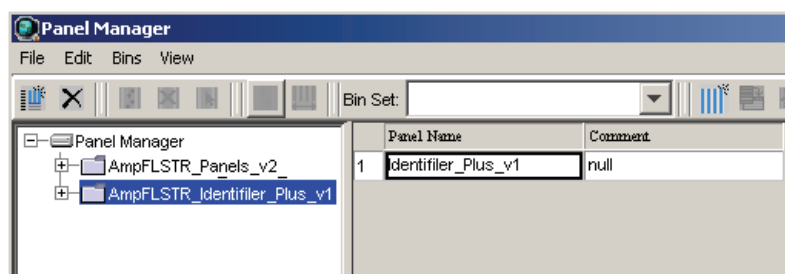 Panel Manager
File Edit Bins View
Bin Set:
Panel Manager
AmpFLSTR_Panels_v2_
AmpFLSTR_Identifiler_Plus_v1
Panel Name Comment
1 Identifiler_Plus_v1 null